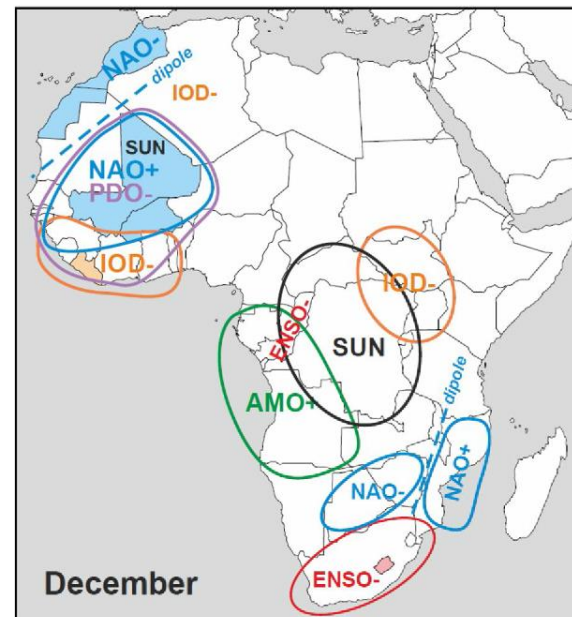 NAO-
dipole
IOD-
SUN
NAO+
PDO-
IOD-
IOD-
ENSO-
SUN
AMO+
dipole
NAO-
NAO+
ENSO-
December